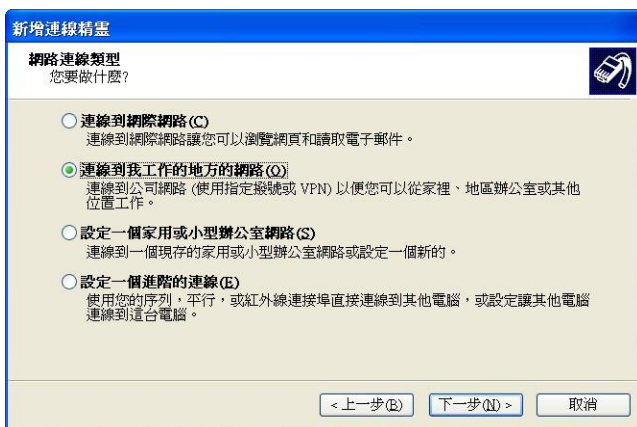 新增連線精靈
網路連線類型
您要做什麼?
連線到網際網路(C)
連線到網際網路讓您可以瀏覽網頁和讀取電子郵件。
連線到我工作的地方的網路(O)
連線到公司網路 (使用指定撥號或 VPN) 以便您可以從家裡、地區辦公室或其他
位置工作。
設定一個家用或小型辦公室網路(S)
連線到一個現存的家用或小型辦公室網路或設定一個新的。
設定一個進階的連線(E)
使用您的序列，平行，或紅外線連接埠直接連線到其他電腦，或設定讓其他電腦
連線到這台電腦。
<上一步(B)
下一步(N) >
取消